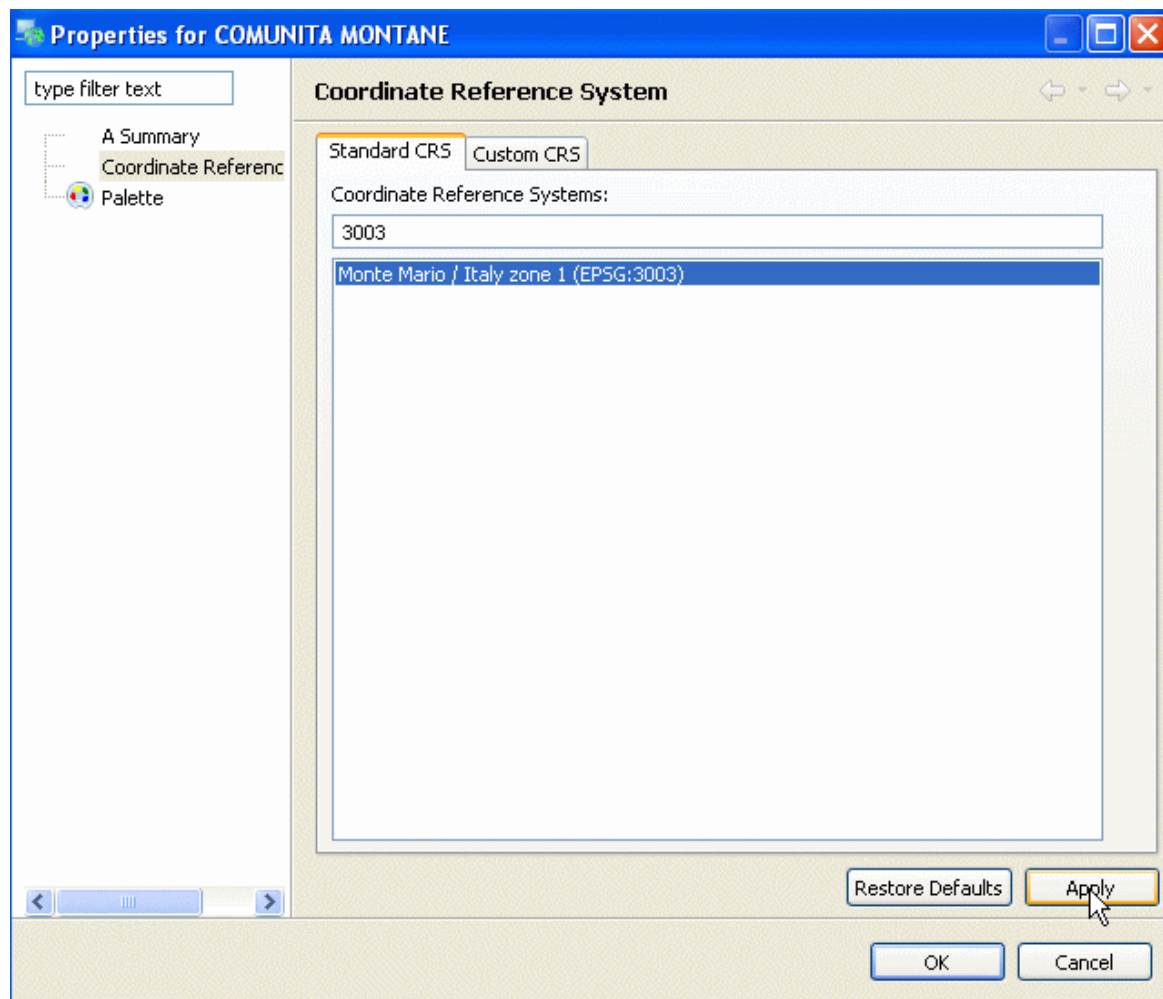 Properties for COMUNITA MONTANE
type filter text
A Summary
Coordinate Referenc
Palette
Coordinate Reference System
Standard CRS
Custom CRS
Coordinate Reference Systems:
3003
Monte Mario / Italy zone 1 (EPSG:3003)
Restore Defaults
Apply
OK
Cancel